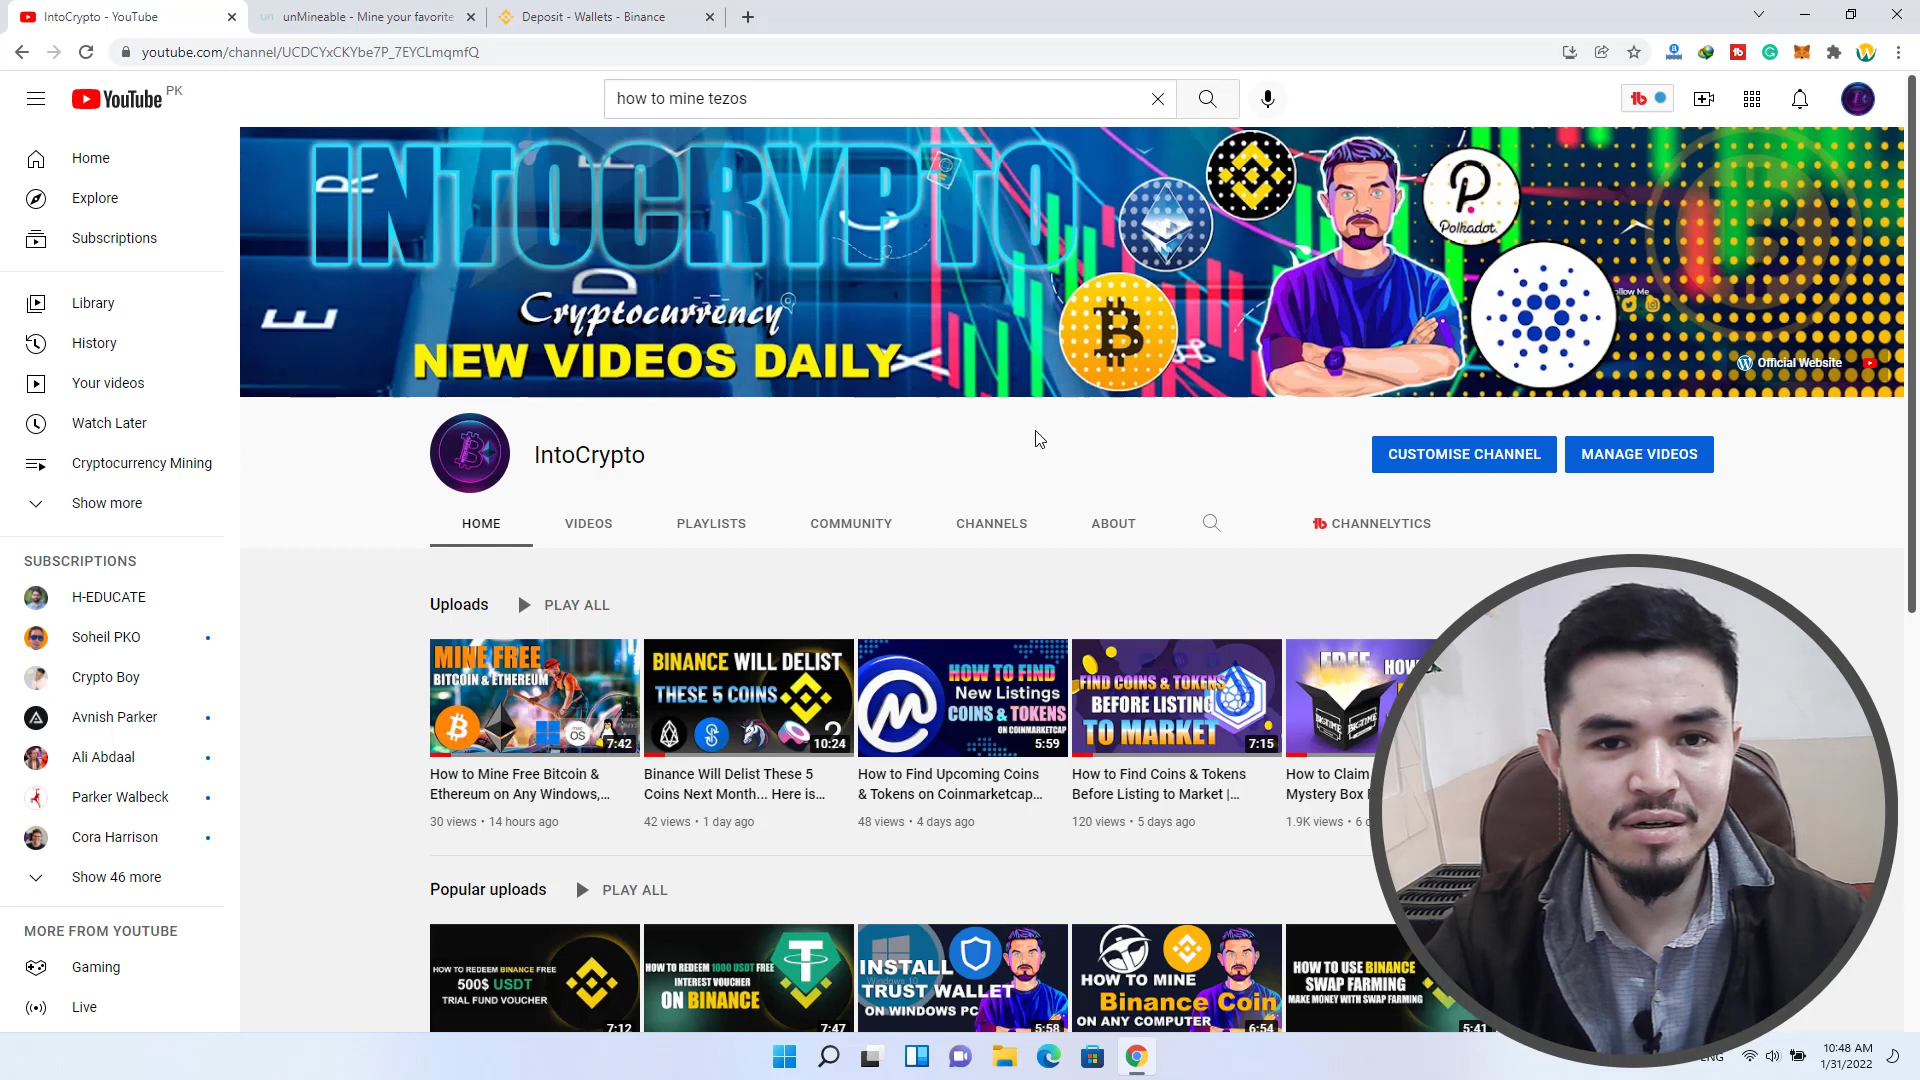 IntoCrypto - YouTube
unMineable - Mine your favorite
Deposit - Wallets - Binance
youtube.com/channel/UCDCYxCKYbe7P_7EYCLmqmfQ
YouTube PK
how to mine tezos
Home
Explore
Subscriptions
Library
History
Your videos
Watch Later
Cryptocurrency Mining
Show more
SUBSCRIPTIONS
H-EDUCATE
Soheil PKO
Crypto Boy
Avnish Parker
Ali Abdaal
Parker Walbeck
Cora Harrison
Show 46 more
MORE FROM YOUTUBE
Gaming
Live
INTOCRYPTO
Cryptocurrency
NEW VIDEOS DAILY
Polkadot.
ollow Me
Official Website
IntoCrypto
CUSTOMISE CHANNEL
MANAGE VIDEOS
HOME
VIDEOS
PLAYLISTS
COMMUNITY
CHANNELS
ABOUT
CHANNELYTICS
Uploads
PLAY ALL
MINE FREE
BITCOIN & ETHEREUM
OS
7:42
How to Mine Free Bitcoin &
Ethereum on Any Windows,...
30 views • 14 hours ago
BINANCE WILL DELIST
THESE 5 COINS
?
10:24
Binance Will Delist These 5
Coins Next Month... Here is...
42 views • 1 day ago
HOW TO FIND
New Listings
COINS & TOKENS
ON COINMARKETCAP
5:59
How to Find Upcoming Coins
& Tokens on Coinmarketcap...
48 views • 4 days ago
FIND COINS & TOKENS
BEFORE LISTING
TO MARKET
7:15
How to Find Coins & Tokens
Before Listing to Market |...
120 views • 5 days ago
FREE
HOW
BIGTIME
BIGTIME
How to Claim
Mystery Box
1.9K views • 6
Popular uploads
PLAY ALL
HOW TO REDEEM BINANCE FREE
500$ USDT
TRIAL FUND VOUCHER
7:12
HOW TO REDEEM 1000 USDT FREE
INTEREST VOUCHER
ON BINANCE
7:47
INSTALL
TRUST WALLET
ON WINDOWS PC
5:58
HOW TO MINE
Binance Coin
ON ANY COMPUTER
6:54
HOW TO USE BINANCE
SWAP FARMING
MAKE MONEY WITH SWAP FARMING
5:41
ENG
10:48 AM
1/31/2022